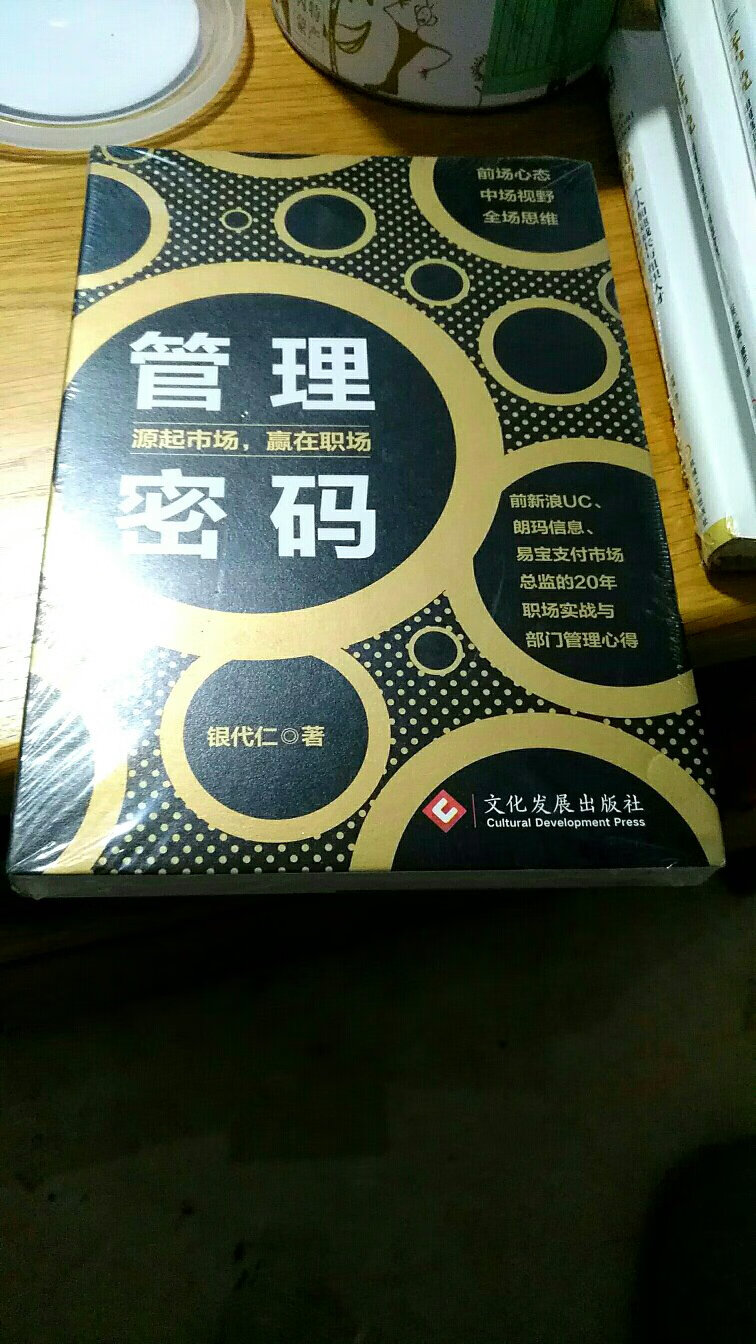 前场心态
中场视野
全场思维
管理
源起市场，赢在职场
密码
前新浪UC、
朗玛信息、
易宝支付市场
总监的20年
职场实战与
部门管理心得
银代仁◎著
文化发展出版社
Cultural Development Press